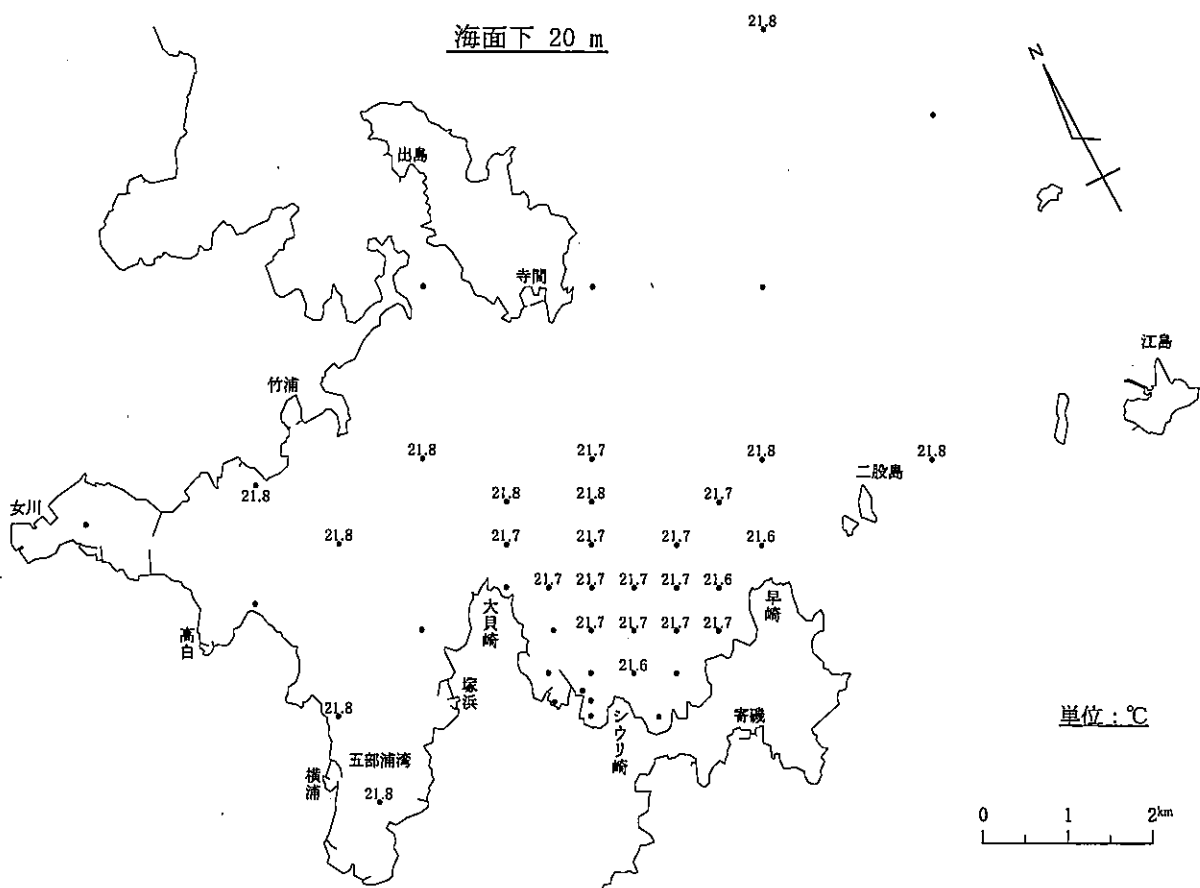 海面下 20 m
21.8
N
出島
寺間
江島
竹浦
21.8 21.7 21.8 21.8
二股島
女川
21.8 21.8 21.8 21.7
21.8 21.7 21.7 21.7 21.6
21.7 21.7 21.7 21.7 21.6
大貝崎
早崎
高白
21.7 21.7 21.7 21.7
21.6
塚浜
21.8
シウリ崎
寄磯
単位：℃
五部浦湾
横浦
21.8
0 1 2km